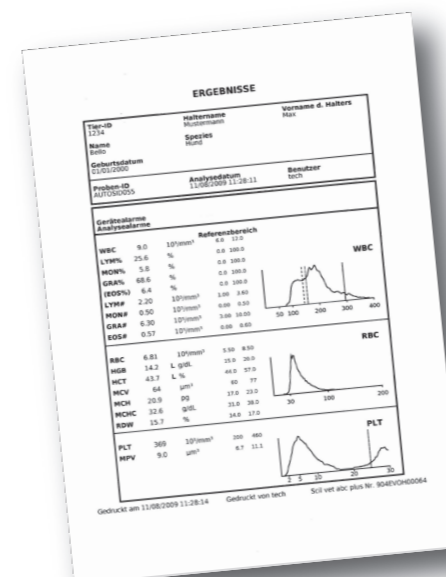 ERGEBNISSE
Tier-ID Haltername Vorname d. Halters
1234 Mustermann Max
Name Spezies
Bello Hund
Geburtsdatum
01/01/2000
Proben-ID Analysedatum Benutzer
AUTOSID055 11/08/2009 11:28:11 tech
Gerätealarme
Analysealarme
Referenzbereich
WBC 9.0 10³/mm³ 6.0 12.0 WBC
LYM% 25.6 % 0.0 100.0
MON% 5.8 % 0.0 100.0
GRA% 68.6 % 0.0 100.0
(EOS%) 6.4 % 0.0 100.0
LYM# 2.20 10³/mm³ 1.00 3.60
MON# 0.50 10³/mm³ 0.00 0.50
GRA# 6.30 10³/mm³ 3.00 10.00
EOS# 0.57 10³/mm³ 0.00 0.60
50 100 200 300 400
RBC 6.81 5.50 8.50 RBC
HGB 14.2 L g/dL 15.0 20.0
HCT 43.7 L % 44.0 57.0
MCV 64 µm³ 60 77
MCH 20.9 pg 17.0 23.0
MCHC 32.6 g/dL 31.0 38.0
RDW 15.7 % 14.0 17.0
30 100 200
PLT 369 10³/mm³ 200 460 PLT
MPV 9.0 µm³ 6.7 11.1
2 5 10 20 30
Gedruckt am 11/08/2009 11:28:14 Gedruckt von tech Scil vet abc plus Nr. 904EVOH00064